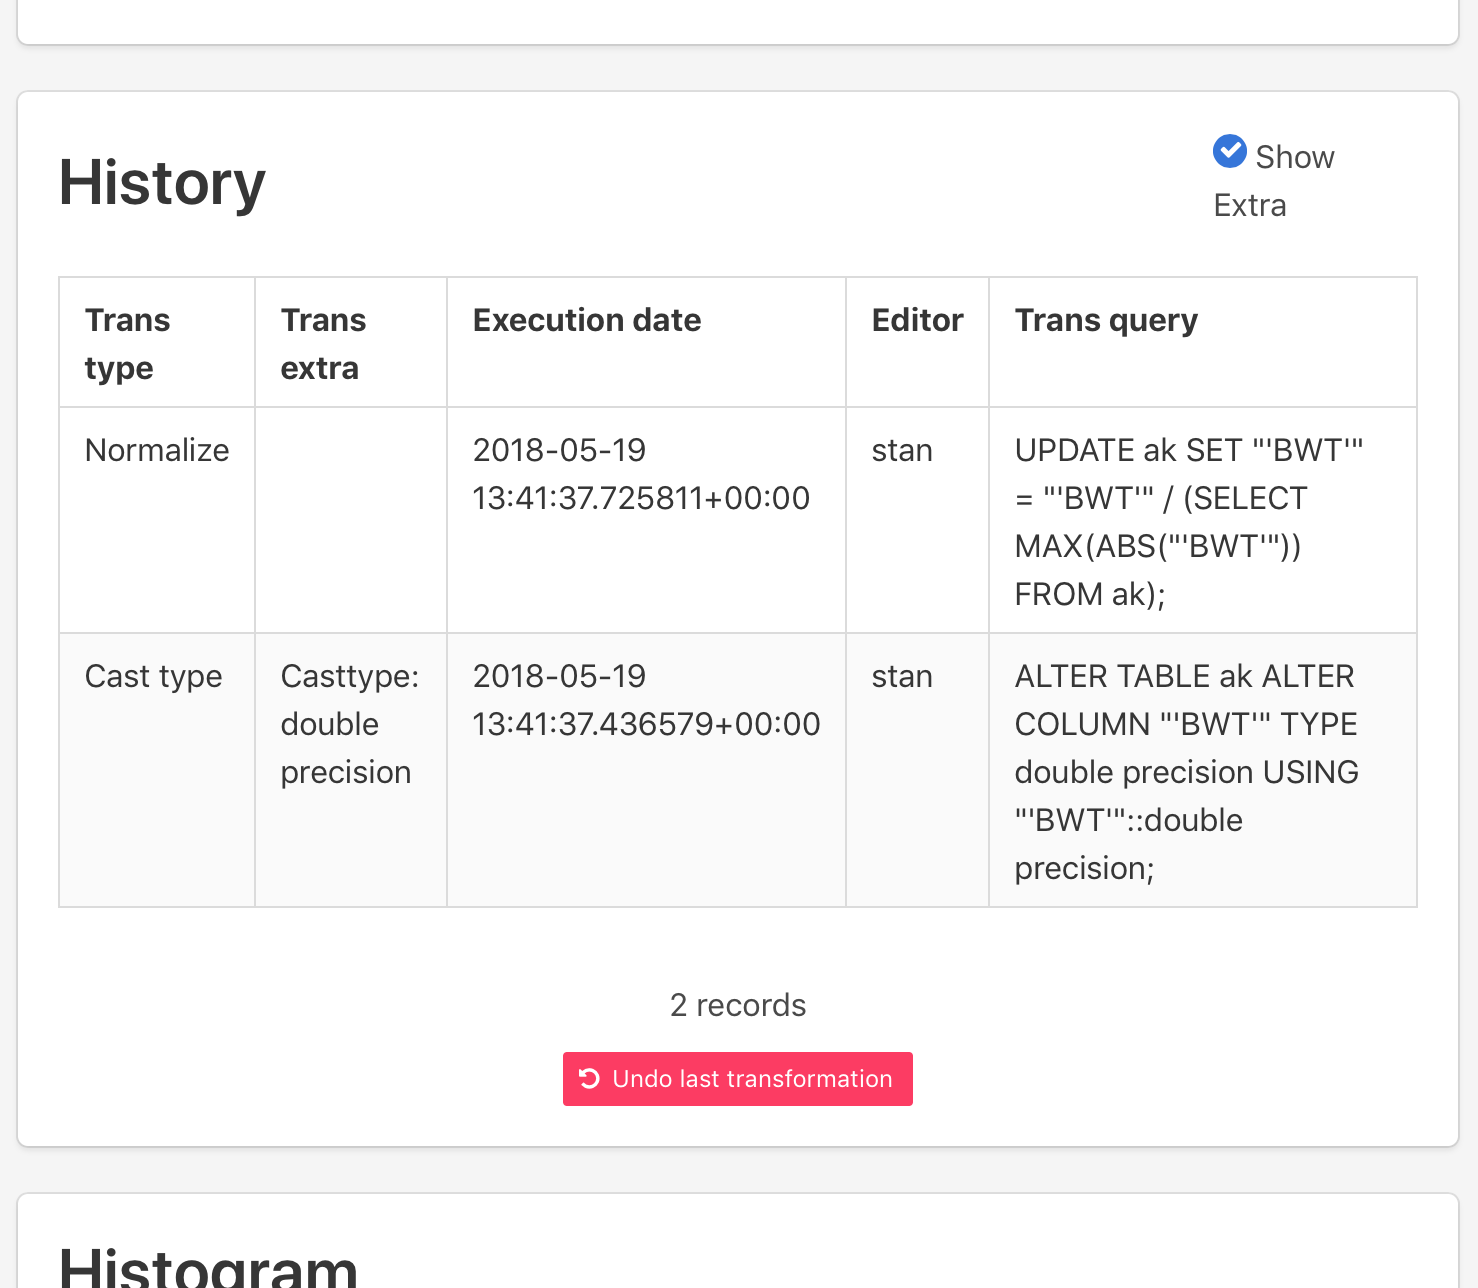 History
Show
Extra
Trans
type
Trans
extra
Execution date
Editor
Trans query
Normalize
2018-05-19
13:41:37.725811+00:00
stan
UPDATE ak SET "'BWT'"
= "'BWT'" / (SELECT
MAX(ABS("'BWT'"))
FROM ak);
Cast type
Casttype:
double
precision
2018-05-19
13:41:37.436579+00:00
stan
ALTER TABLE ak ALTER
COLUMN "'BWT'" TYPE
double precision USING
"'BWT'"::double
precision;
2 records
Undo last transformation
Histogram